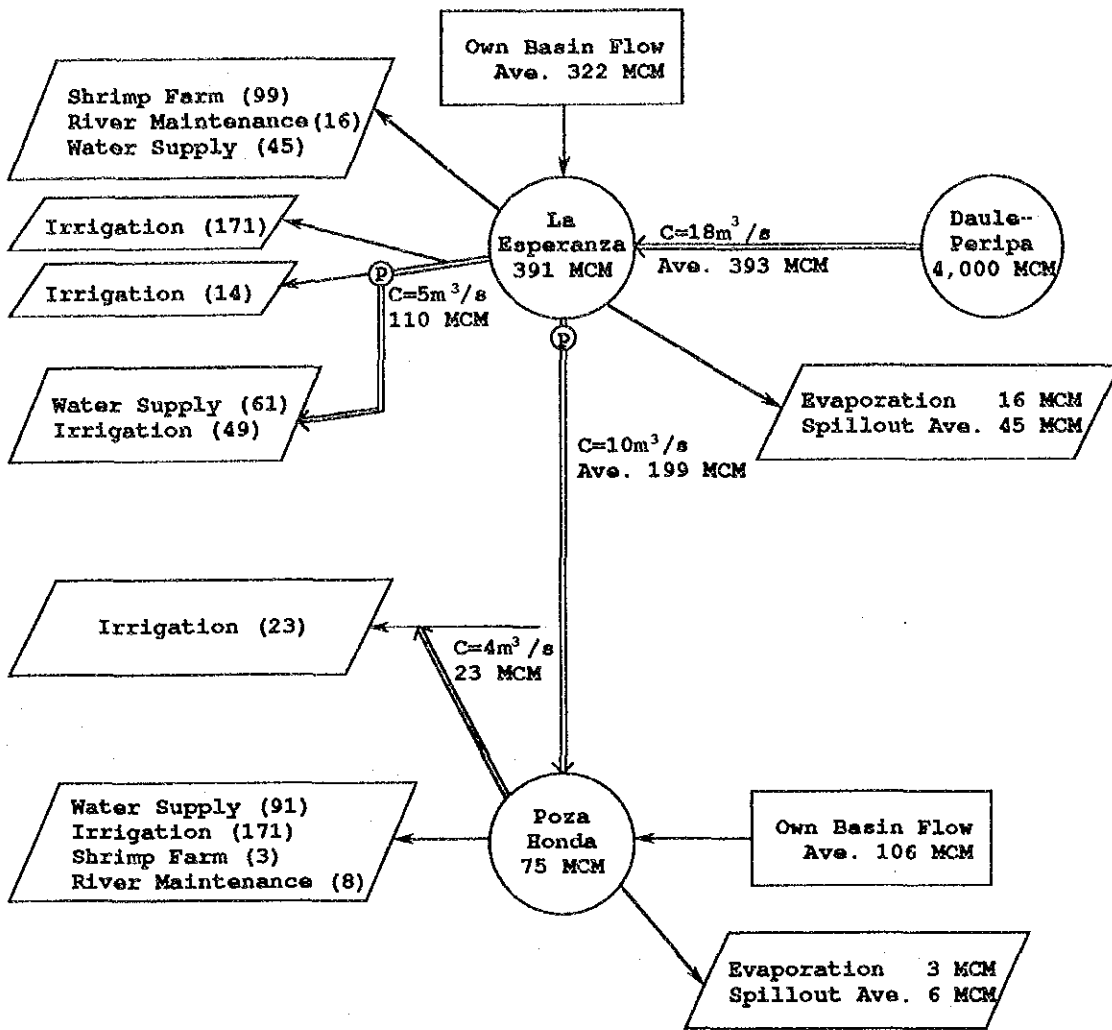 Own Basin Flow
Ave. 322 MCM
Shrimp Farm (99)
River Maintenance (16)
Water Supply (45)
Irrigation (171)
Irrigation (14)
La
Esperanza
391 MCM
C=18m³/s
Ave. 393 MCM
Daule-
Peripa
4,000 MCM
P
C=5m³/s
110 MCM
P
Water Supply (61)
Irrigation (49)
Evaporation 16 MCM
Spillout Ave. 45 MCM
C=10m³/s
Ave. 199 MCM
Irrigation (23)
C=4m³/s
23 MCM
Water Supply (91)
Irrigation (171)
Shrimp Farm (3)
River Maintenance (8)
Poza
Honda
75 MCM
Own Basin Flow
Ave. 106 MCM
Evaporation 3 MCM
Spillout Ave. 6 MCM